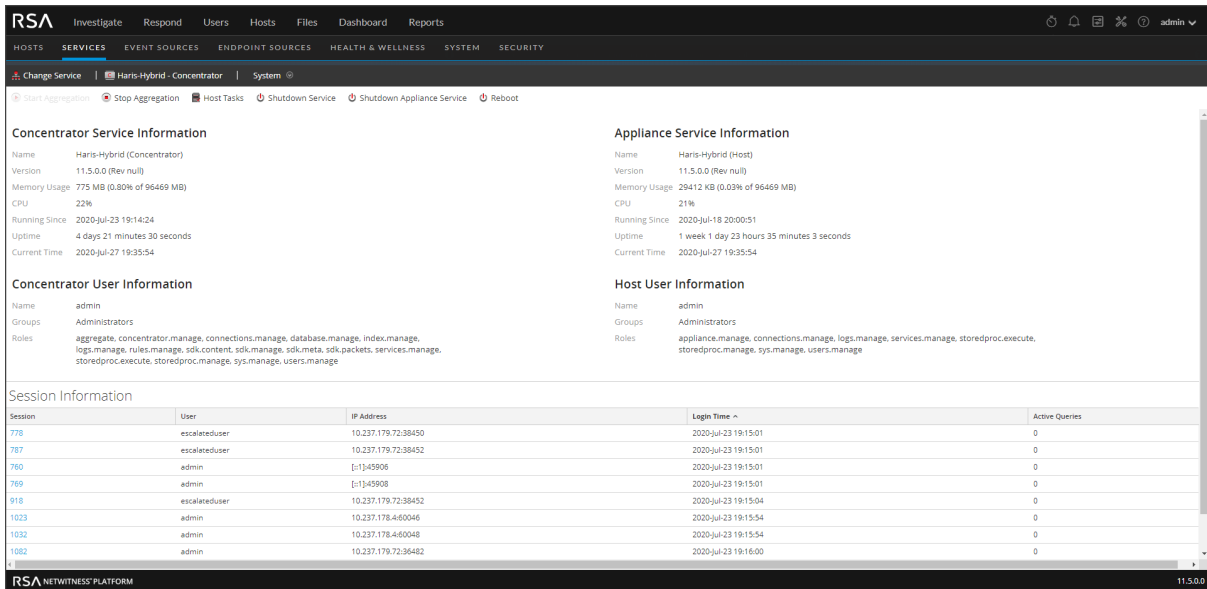 RSA Investigate Respond Users Hosts Files Dashboard Reports admin
HOSTS SERVICES EVENT SOURCES ENDPOINT SOURCES HEALTH & WELLNESS SYSTEM SECURITY
Change Service | Haris-Hybrid - Concentrator | System
Start Aggregation Stop Aggregation Host Tasks Shutdown Service Shutdown Appliance Service Reboot
Concentrator Service Information
Name Haris-Hybrid (Concentrator)
Version 11.5.0.0 (Rev null)
Memory Usage 775 MB (0.80% of 96469 MB)
CPU 22%
Running Since 2020-Jul-23 19:14:24
Uptime 4 days 21 minutes 30 seconds
Current Time 2020-Jul-27 19:35:54
Appliance Service Information
Name Haris-Hybrid (Host)
Version 11.5.0.0 (Rev null)
Memory Usage 29412 KB (0.03% of 96469 MB)
CPU 21%
Running Since 2020-Jul-18 20:00:51
Uptime 1 week 1 day 23 hours 35 minutes 3 seconds
Current Time 2020-Jul-27 19:35:54
Concentrator User Information
Name admin
Groups Administrators
Roles aggregate, concentrator.manage, connections.manage, database.manage, index.manage,
logs.manage, rules.manage, sdk.content, sdk.manage, sdk.meta, sdk.packets, services.manage,
storedproc.execute, storedproc.manage, sys.manage, users.manage
Host User Information
Name admin
Groups Administrators
Roles appliance.manage, connections.manage, logs.manage, services.manage, storedproc.execute,
storedproc.manage, sys.manage, users.manage
Session Information
Session User IP Address Login Time Active Queries
778 escalateduser 10.237.179.72:38450 2020-Jul-23 19:15:01 0
787 escalateduser 10.237.179.72:38452 2020-Jul-23 19:15:01 0
760 admin [::1]:45906 2020-Jul-23 19:15:01 0
769 admin [::1]:45908 2020-Jul-23 19:15:01 0
918 escalateduser 10.237.179.72:38452 2020-Jul-23 19:15:04 0
1023 admin 10.237.178.4:60046 2020-Jul-23 19:15:54 0
1032 admin 10.237.178.4:60048 2020-Jul-23 19:15:54 0
1082 admin 10.237.179.72:36482 2020-Jul-23 19:16:00 0
RSA NETWITNESS® PLATFORM 11.5.0.0